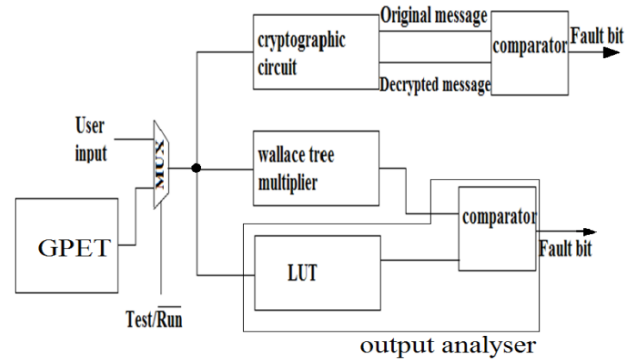 Original message
cryptographic
circuit
comparator
Fault bit
Decrypted message
User
input
MUX
wallace tree
multiplier
GPET
comparator
LUT
Fault bit
Test/Run
output analyser